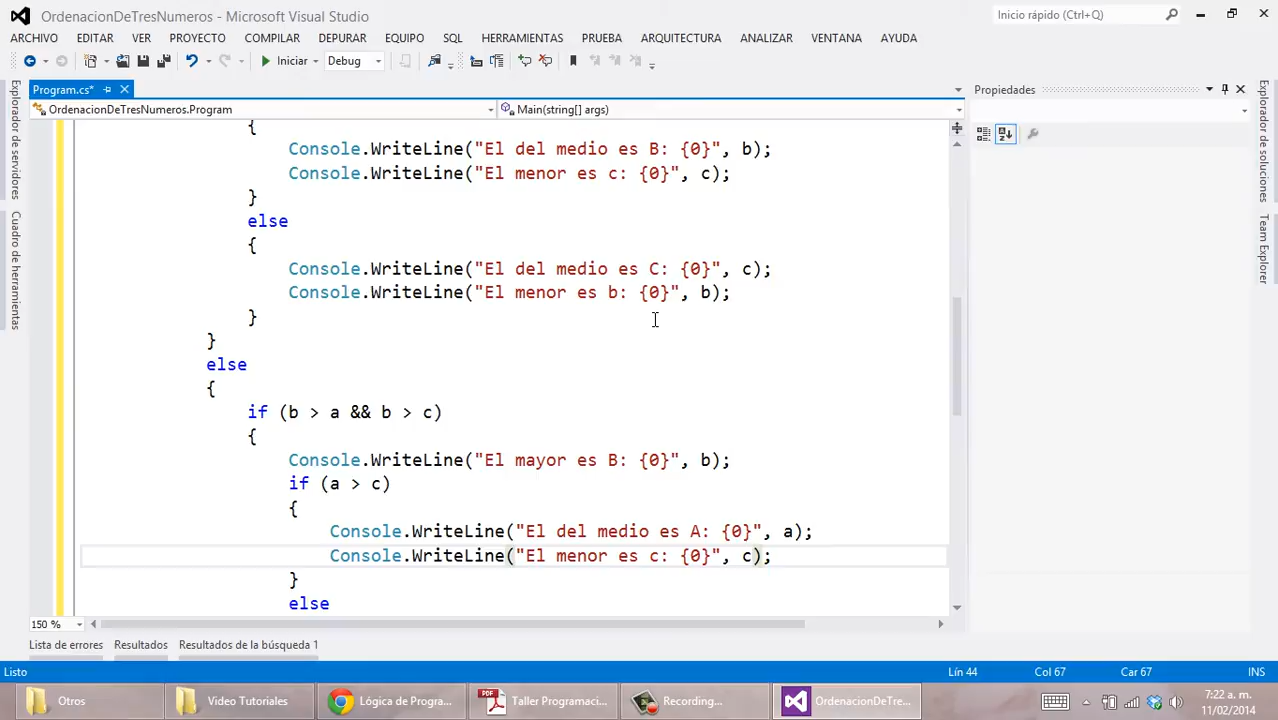 OrdenacionDeTresNumeros - Microsoft Visual Studio
Inicio rápido (Ctrl+Q)
ARCHIVO EDITAR VER PROYECTO COMPILAR DEPURAR EQUIPO SQL HERRAMIENTAS PRUEBA ARQUITECTURA ANALIZAR VENTANA AYUDA
Iniciar Debug
Program.cs*
Propiedades
OrdenacionDeTresNumeros.Program
Main(string[] args)
Explorador de servidores
Cuadro de herramientas
Explorador de soluciones
Team Explorer
{
Console.WriteLine("El del medio es B: {0}", b);
Console.WriteLine("El menor es c: {0}", c);
}
else
{
Console.WriteLine("El del medio es C: {0}", c);
Console.WriteLine("El menor es b: {0}", b);
}
}
else
{
if (b > a && b > c)
{
Console.WriteLine("El mayor es B: {0}", b);
if (a > c)
{
Console.WriteLine("El del medio es A: {0}", a);
Console.WriteLine("El menor es c: {0}", c);
}
else
150 %
Lista de errores Resultados Resultados de la búsqueda 1
Listo Lín 44 Col 67 Car 67 INS
Otros Video Tutoriales Lógica de Progra... Taller Programaci... Recording... OrdenacionDeTre...
7:22 a. m.
11/02/2014